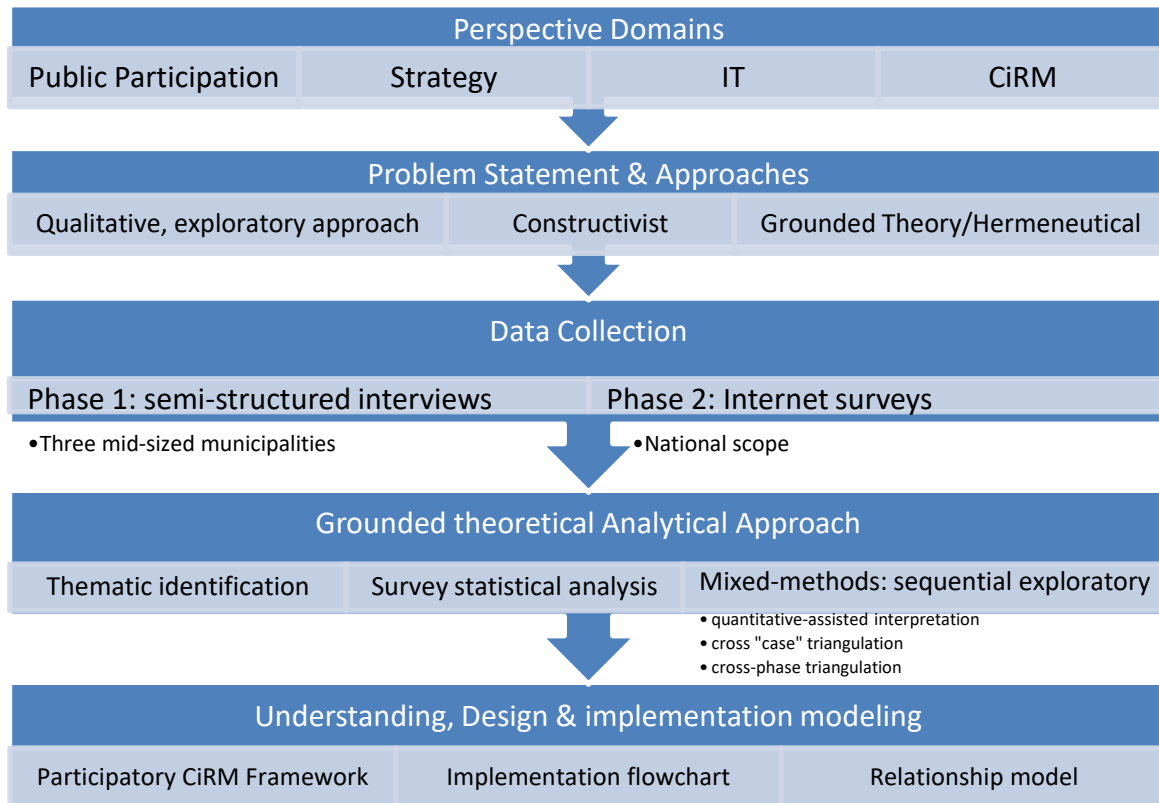 Perspective Domains
Public Participation
Strategy
IT
CiRM
Problem Statement & Approaches
Qualitative, exploratory approach
Constructivist
Grounded Theory/Hermeneutical
Data Collection
Phase 1: semi-structured interviews
Phase 2: Internet surveys
•Three mid-sized municipalities
•National scope
Grounded theoretical Analytical Approach
Thematic identification
Survey statistical analysis
Mixed-methods: sequential exploratory
• quantitative-assisted interpretation
• cross "case" triangulation
• cross-phase triangulation
Understanding, Design & implementation modeling
Participatory CiRM Framework
Implementation flowchart
Relationship model